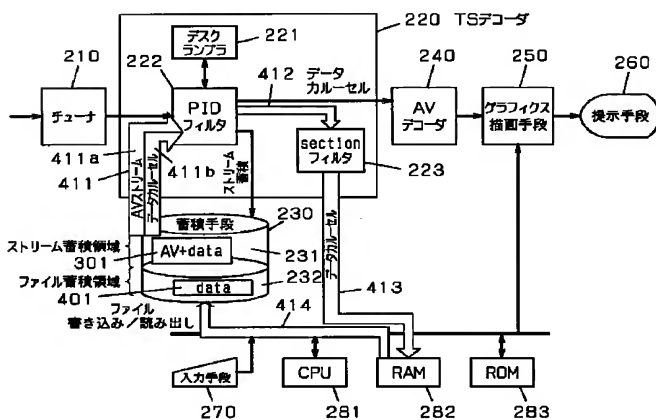 220 TSデコーダ
210
222
デスク
ランブラ
221
412
データ
カルーセル
240
250
260
チューナ
PID
フィルタ
AV
デコーダ
グラフィクス
描画手段
提示手段
411a
411
411b
AVストリーム
データカルーセル
ストリーム
蓄積
section
フィルタ
223
蓄積手段
230
ストリーム蓄積領域
301
AV+data
231
データカルーセル
ファイル蓄積領域
401
data
232
413
ファイル
書き込み/読み出し
414
入力手段
CPU
RAM
ROM
270
281
282
283